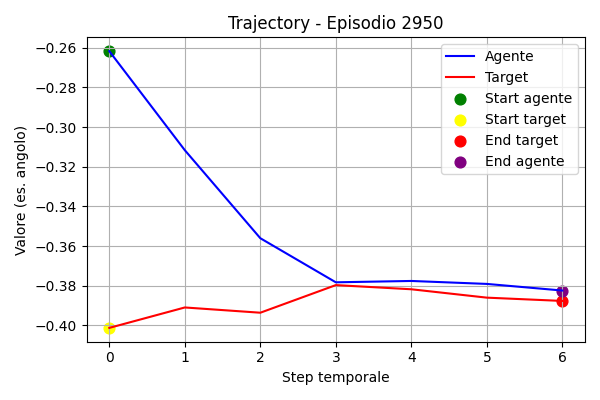 Trajectory - Episodio 2950
Valore (es. angolo)
−0.26
−0.28
−0.30
−0.32
−0.34
−0.36
−0.38
−0.40
Agente
Target
Start agente
Start target
End target
End agente
0 1 2 3 4 5 6
Step temporale